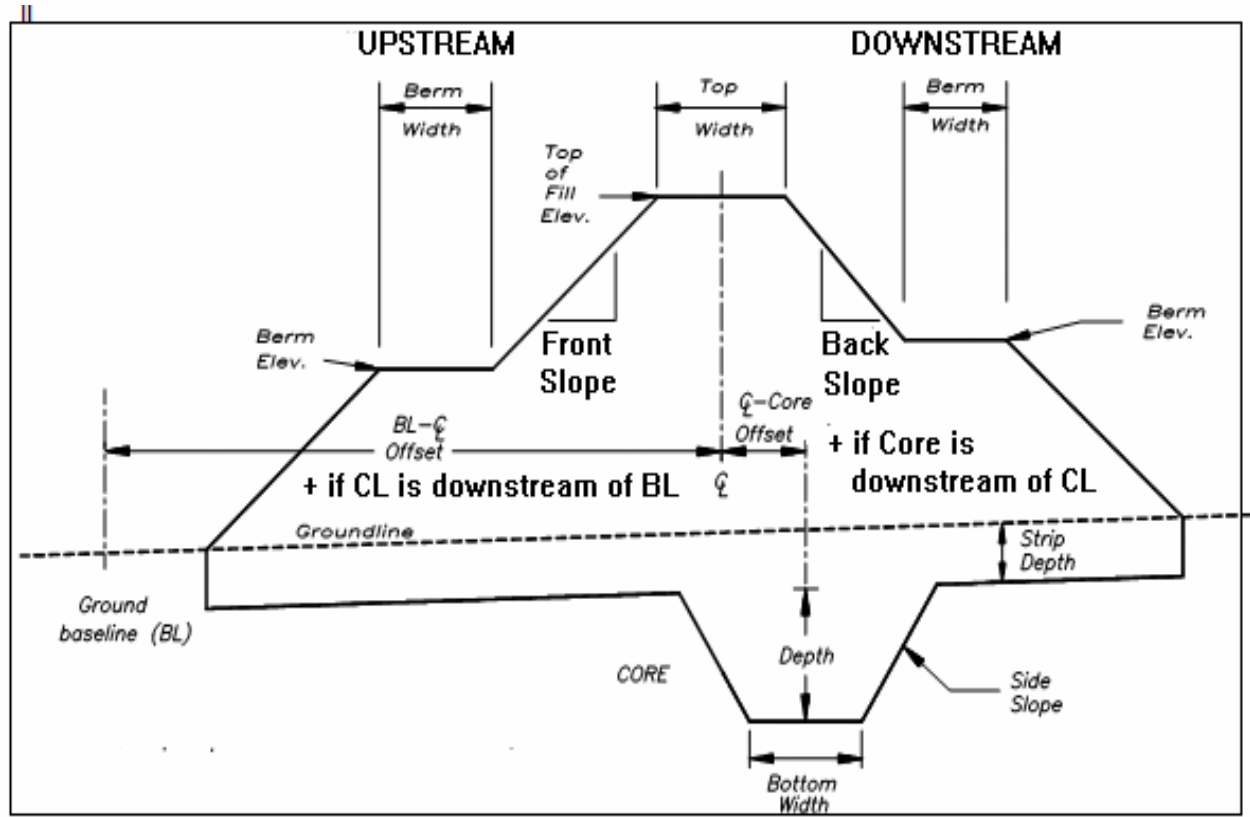 UPSTREAM
DOWNSTREAM
Berm
Width
Top
Width
Berm
Width
Top
of
Fill
Elev.
Berm
Elev.
Front
Slope
Back
Slope
Berm
Elev.
BL-℄
Offset
℄-Core
Offset
+ if CL is downstream of BL
℄
+ if Core is
downstream of CL
Groundline
Strip
Depth
Ground
baseline (BL)
CORE
Depth
Side
Slope
Bottom
Width